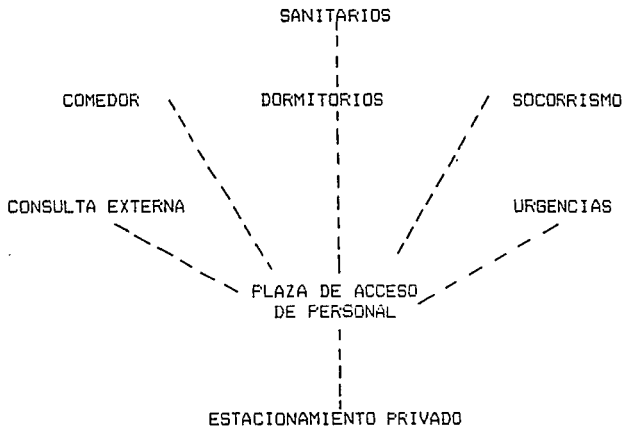 SANITARIOS
COMEDOR DORMITORIOS SOCORRISMO
CONSULTA EXTERNA URGENCIAS
PLAZA DE ACCESO
DE PERSONAL
ESTACIONAMIENTO PRIVADO